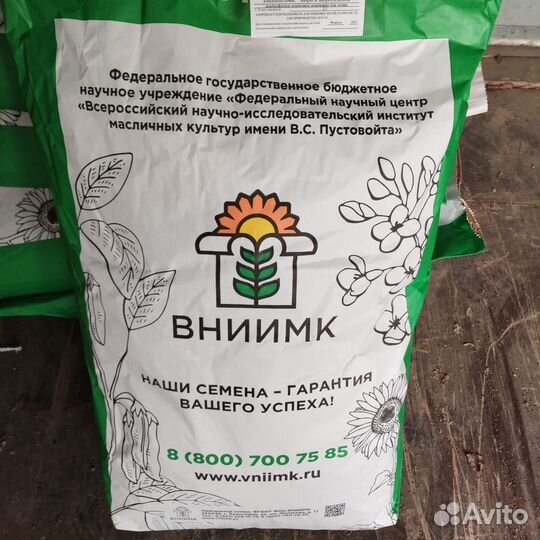 Федеральное государственное бюджетное
научное учреждение «Федеральный научный центр
«Всероссийский научно-исследовательский институт
масличных культур имени В.С. Пустовойта»
ВНИИМК
НАШИ СЕМЕНА – ГАРАНТИЯ
ВАШЕГО УСПЕХА!
8 (800) 700 75 85
www.vniimk.ru
ВНИИМК
Avito